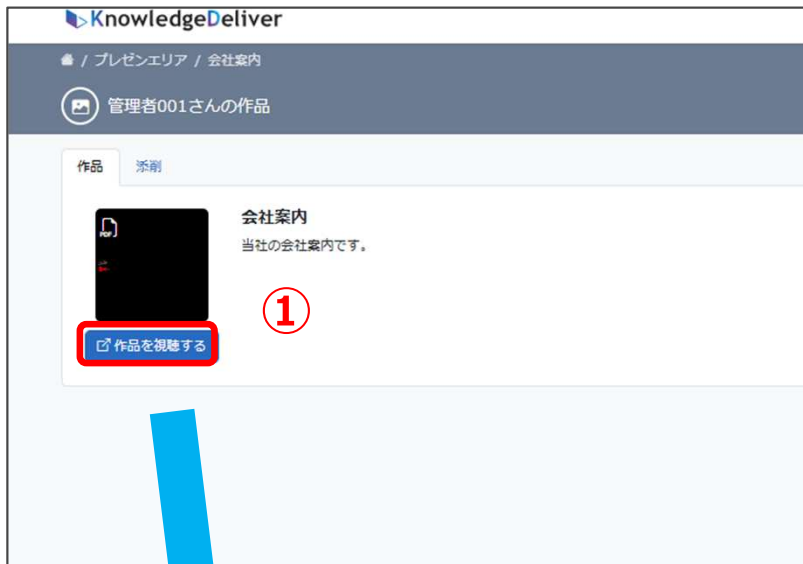 KnowledgeDeliver
/ プレゼンエリア / 会社案内
管理者001さんの作品
作品 添削
会社案内
当社の会社案内です。
PDF
①
作品を視聴する